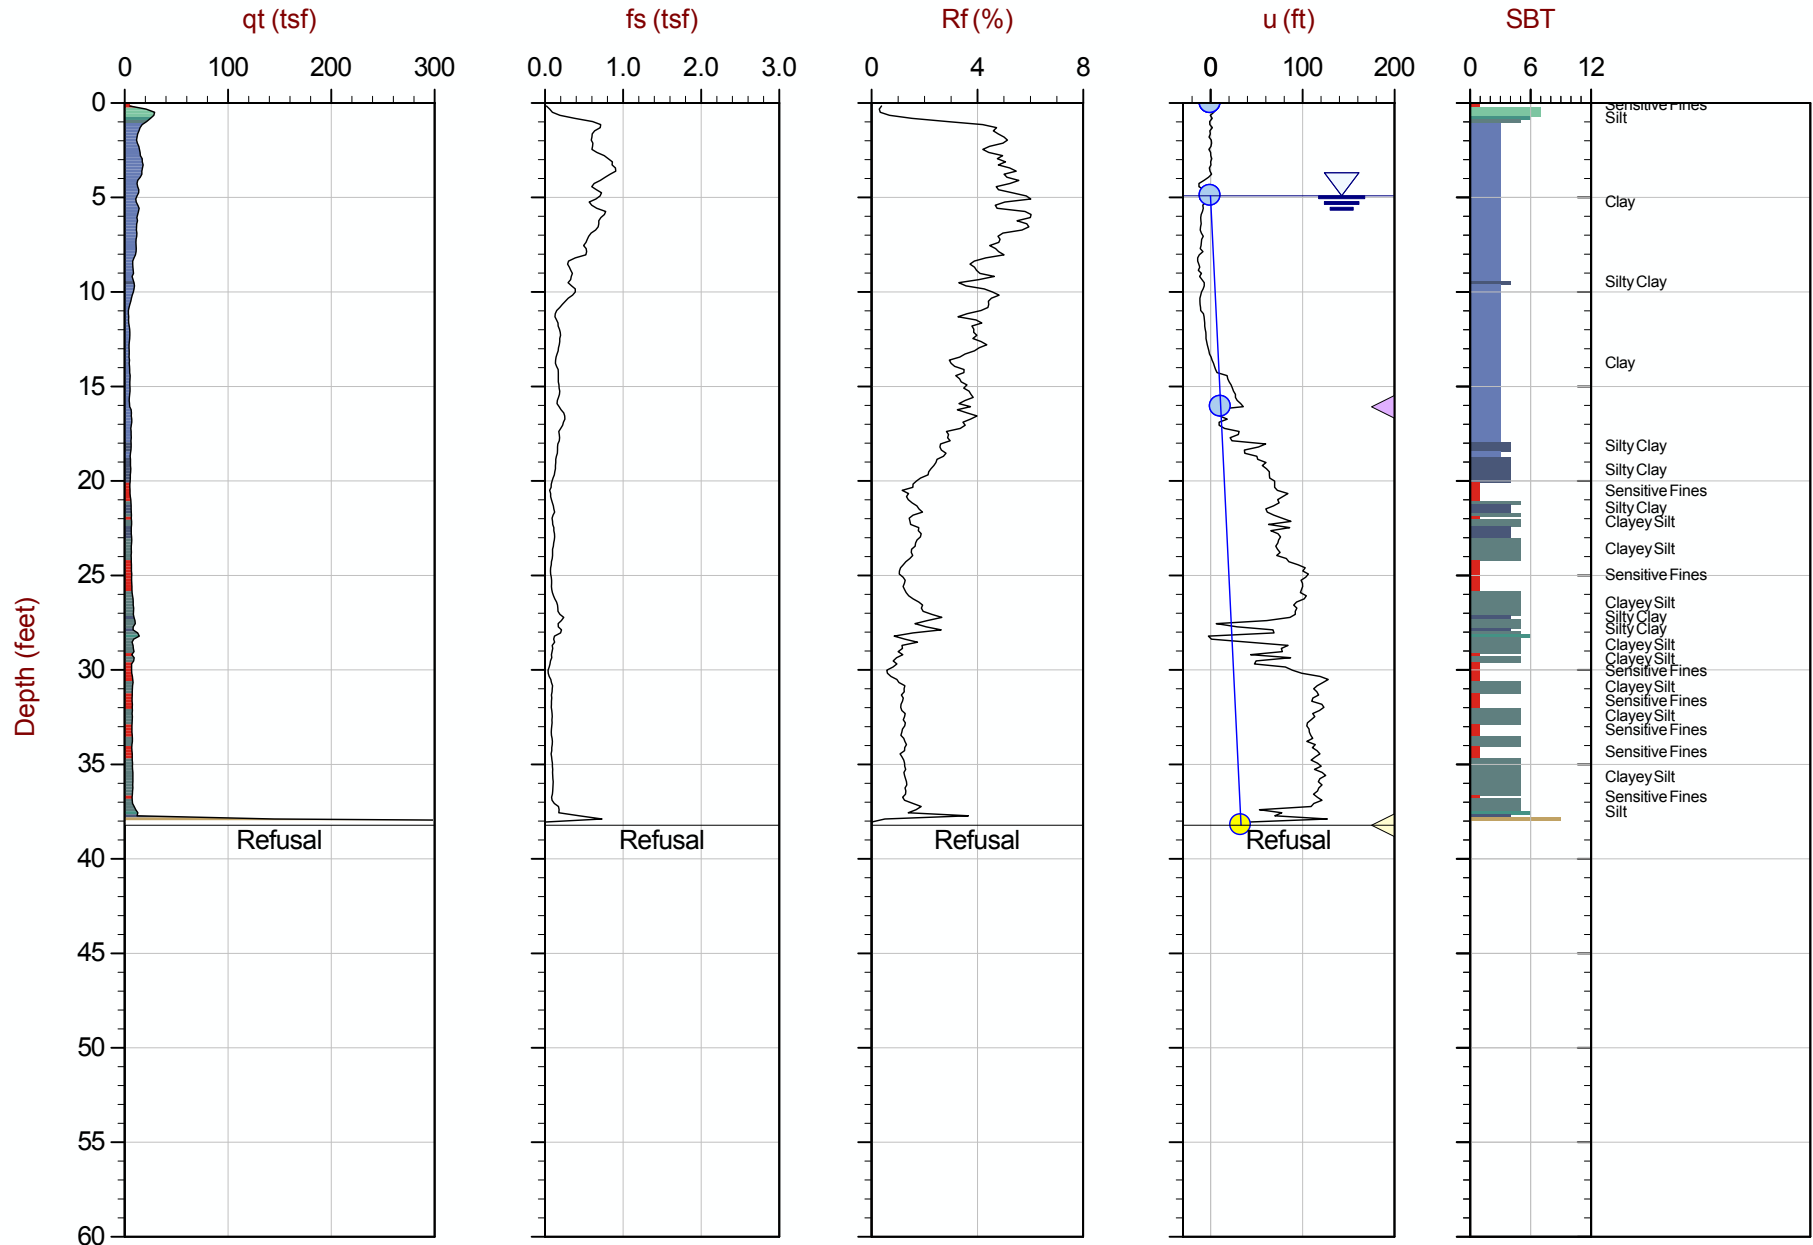 qt (tsf) fs (tsf) Rf (%) u (ft) SBT
0 100 200 300 0.0 1.0 2.0 3.0 0 4 8 0 100 200 0 6 12
0
5
10
15
20
25
30
35
40
45
50
55
60
Depth (feet)
Refusal Refusal Refusal Refusal
Sensitive Fines
Silt
Clay
Silty Clay
Clay
Silty Clay
Silty Clay
Sensitive Fines
Silty Clay
Clayey Silt
Clayey Silt
Sensitive Fines
Clayey Silt
Silty Clay
Silty Clay
Clayey Silt
Clayey Silt
Sensitive Fines
Clayey Silt
Sensitive Fines
Clayey Silt
Sensitive Fines
Sensitive Fines
Clayey Silt
Sensitive Fines
Silt